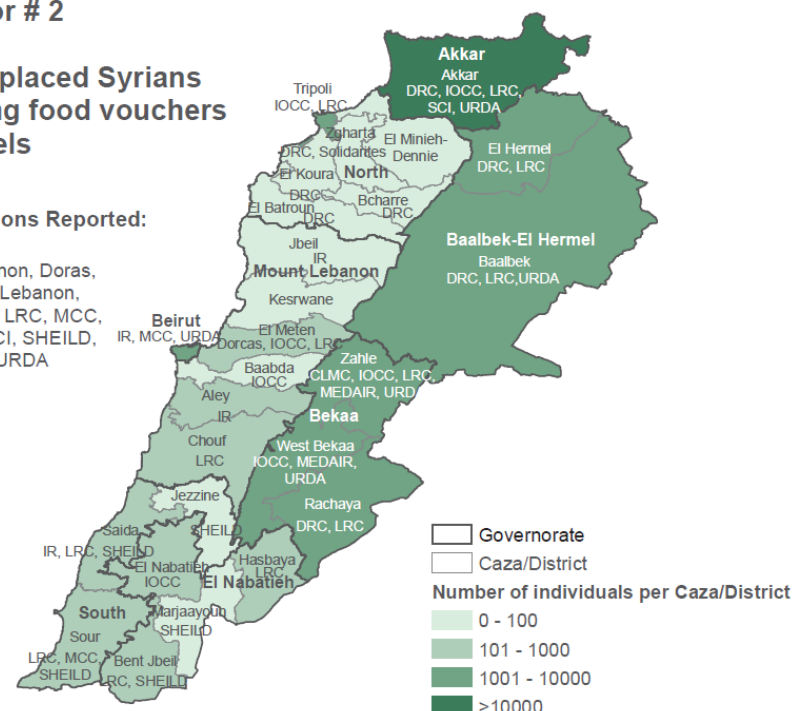 or # 2
placed Syrians
ng food vouchers
els
ons Reported:
non, Doras,
Lebanon,
LRC, MCC,
CI, SHEILD,
URDA
Akkar
Akkar
DRC, IOCC, LRC,
SCI, URDA
Tripoli
IOCC, LRC
Zgharta
DRC, Solidarites
El Minieh-
Dennie
North
El Koura
DRC
El Batroun
DRC
Bcharre
DRC
El Hermel
DRC, LRC
Baalbek-El Hermel
Baalbek
DRC, LRC,URDA
Jbeil
IR
Mount Lebanon
Kesrwane
Beirut
IR, MCC, URDA
El Meten
Dorcas, IOCC, LRC
Baabda
IOCC
Aley
IR
Chouf
LRC
Zahle
CLMC, IOCC, LRC,
MEDAIR, URD
Bekaa
West Bekaa
IOCC, MEDAIR,
URDA
Rachaya
DRC, LRC
Jezzine
SHEILD
Saida
IR, LRC, SHEILD
El Nabatieh
IOCC
Hasbaya
LRC
El Nabatieh
South
Marjaayoun
SHEILD
Sour
LRC, MCC,
SHEILD
Bent Jbeil
LRC, SHEILD
Governorate
Caza/District
Number of individuals per Caza/District
0 - 100
101 - 1000
1001 - 10000
>10000